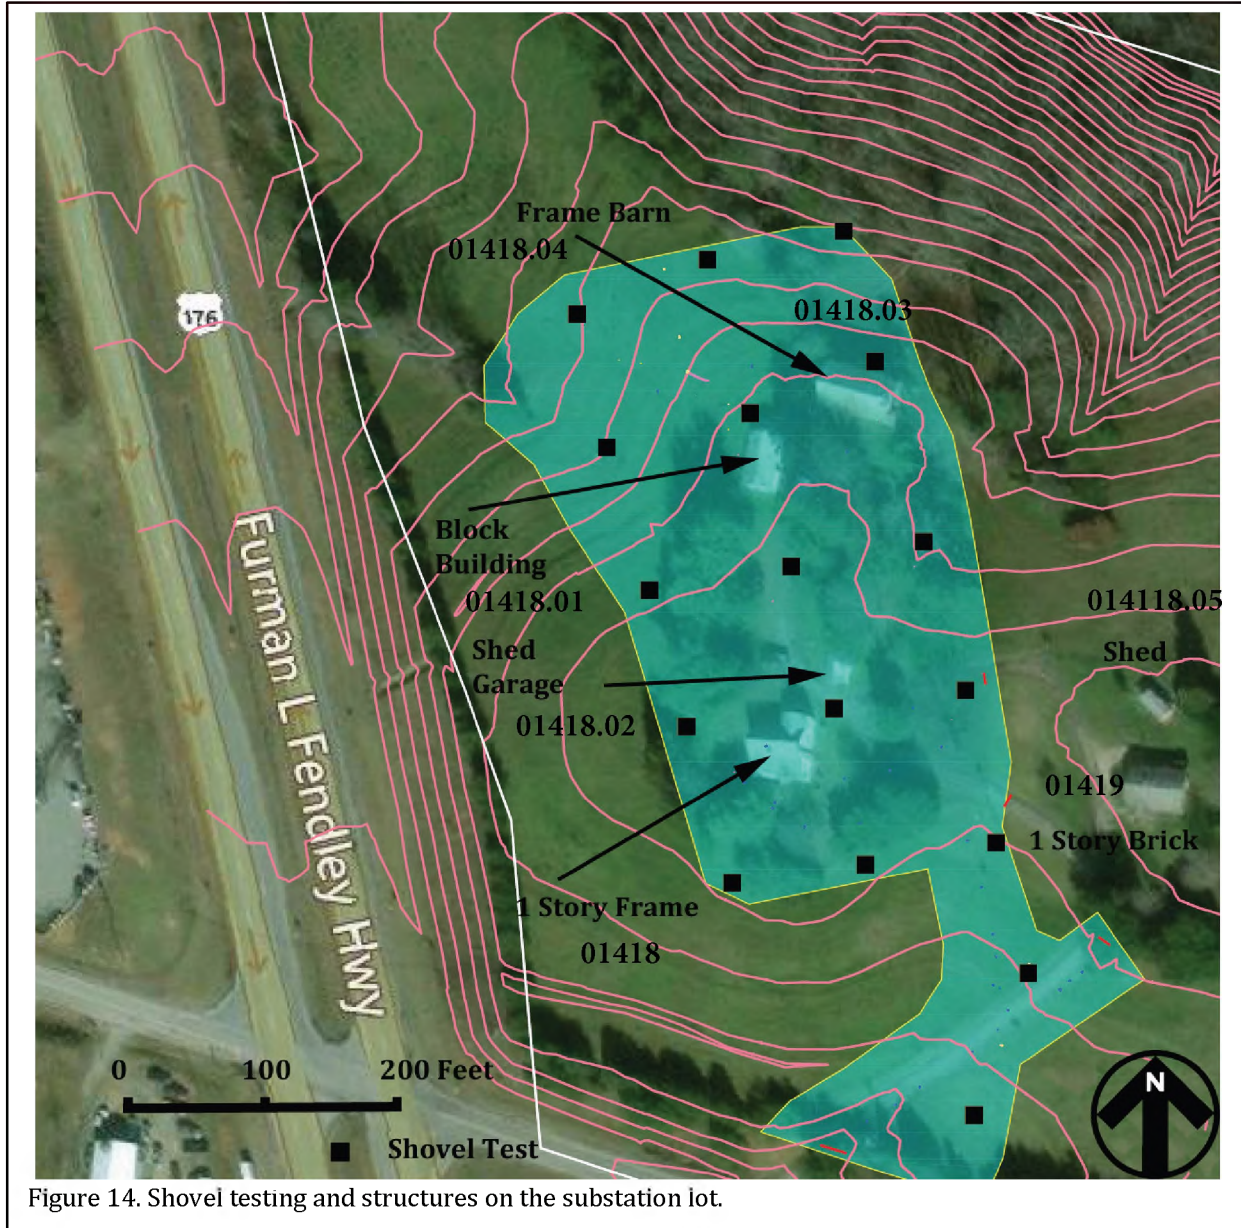 Frame Barn
01418.04
01418.03
176
Block
Building
01418.01
014118.05
Shed
Shed
Garage
01418.02
Furman L Fendley Hwy
01419
1 Story Brick
1 Story Frame
01418
0 100 200 Feet
N
Shovel Test
Figure 14. Shovel testing and structures on the substation lot.